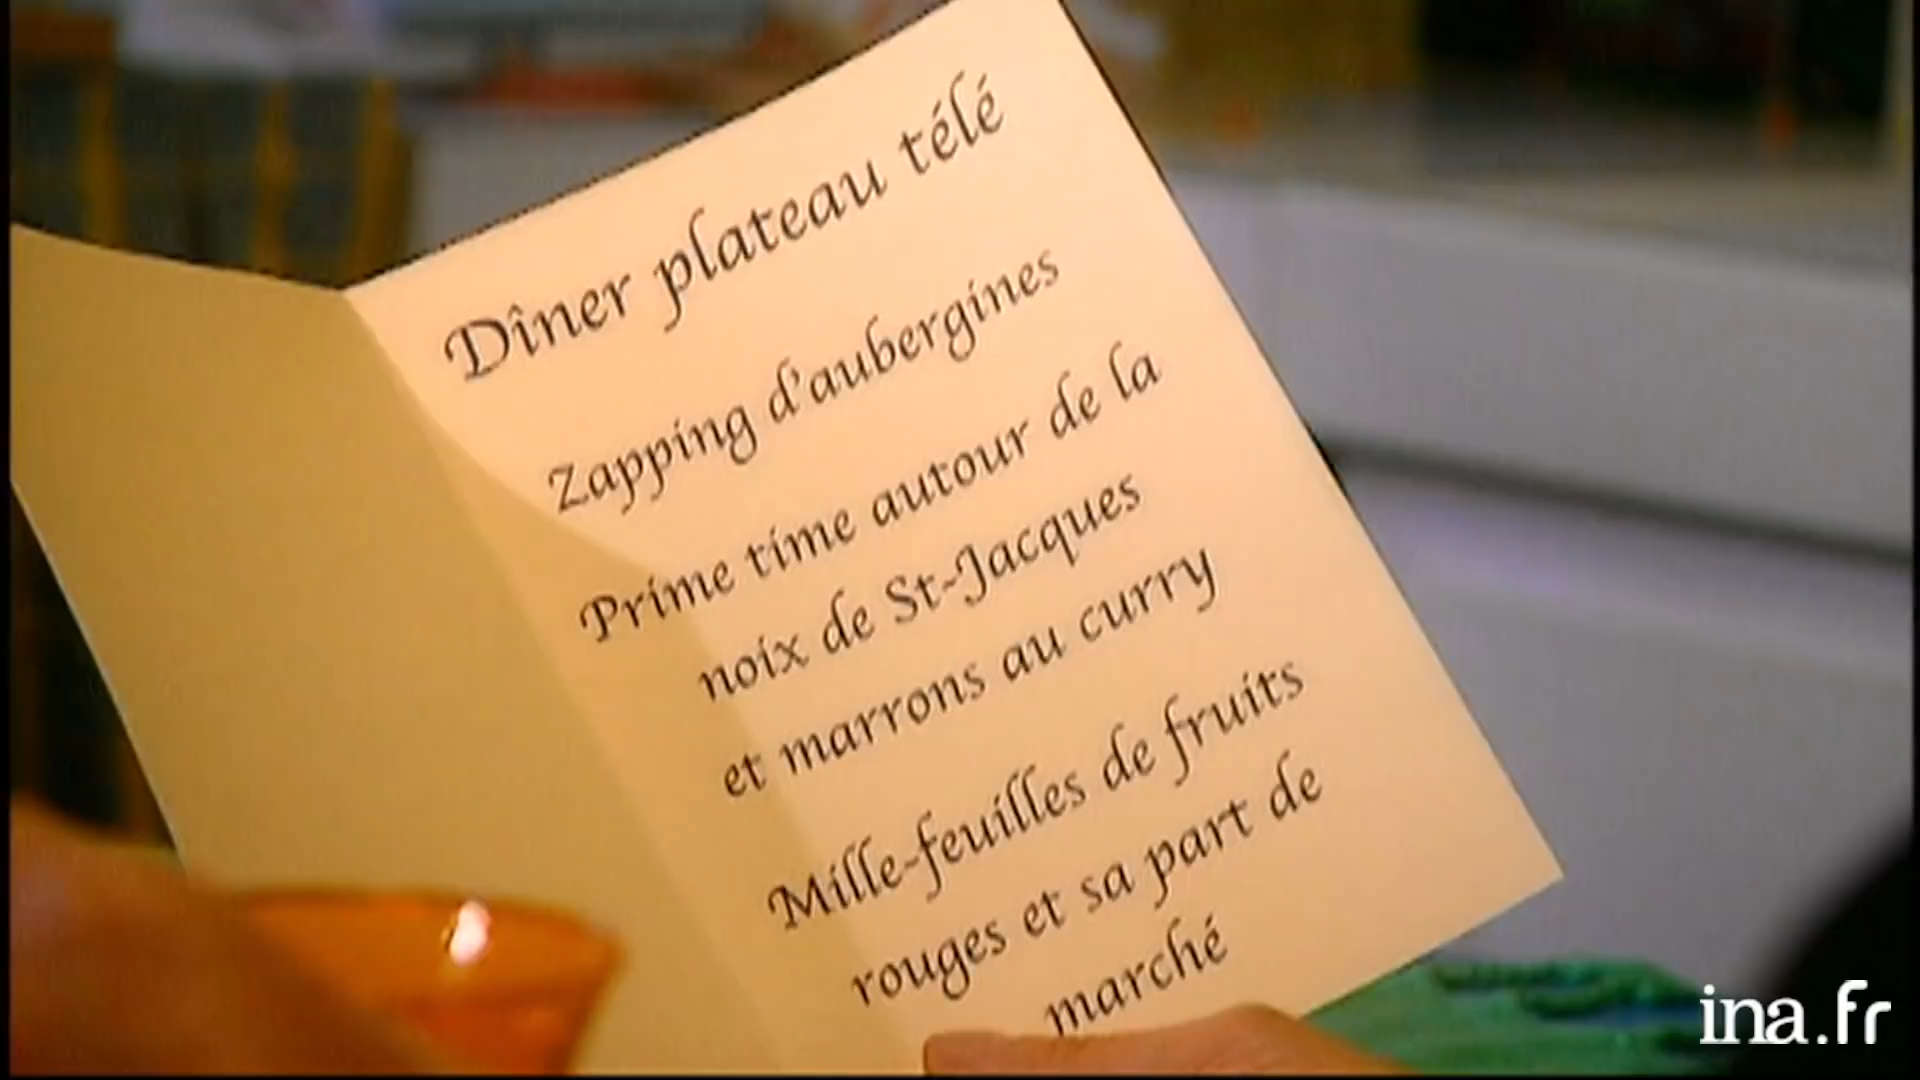 Dîner plateau télé
Zapping d'aubergines
Prime time autour de la
noix de St-Jacques
et marrons au curry
Mille-feuilles de fruits
rouges et sa part de
marché
ina.fr